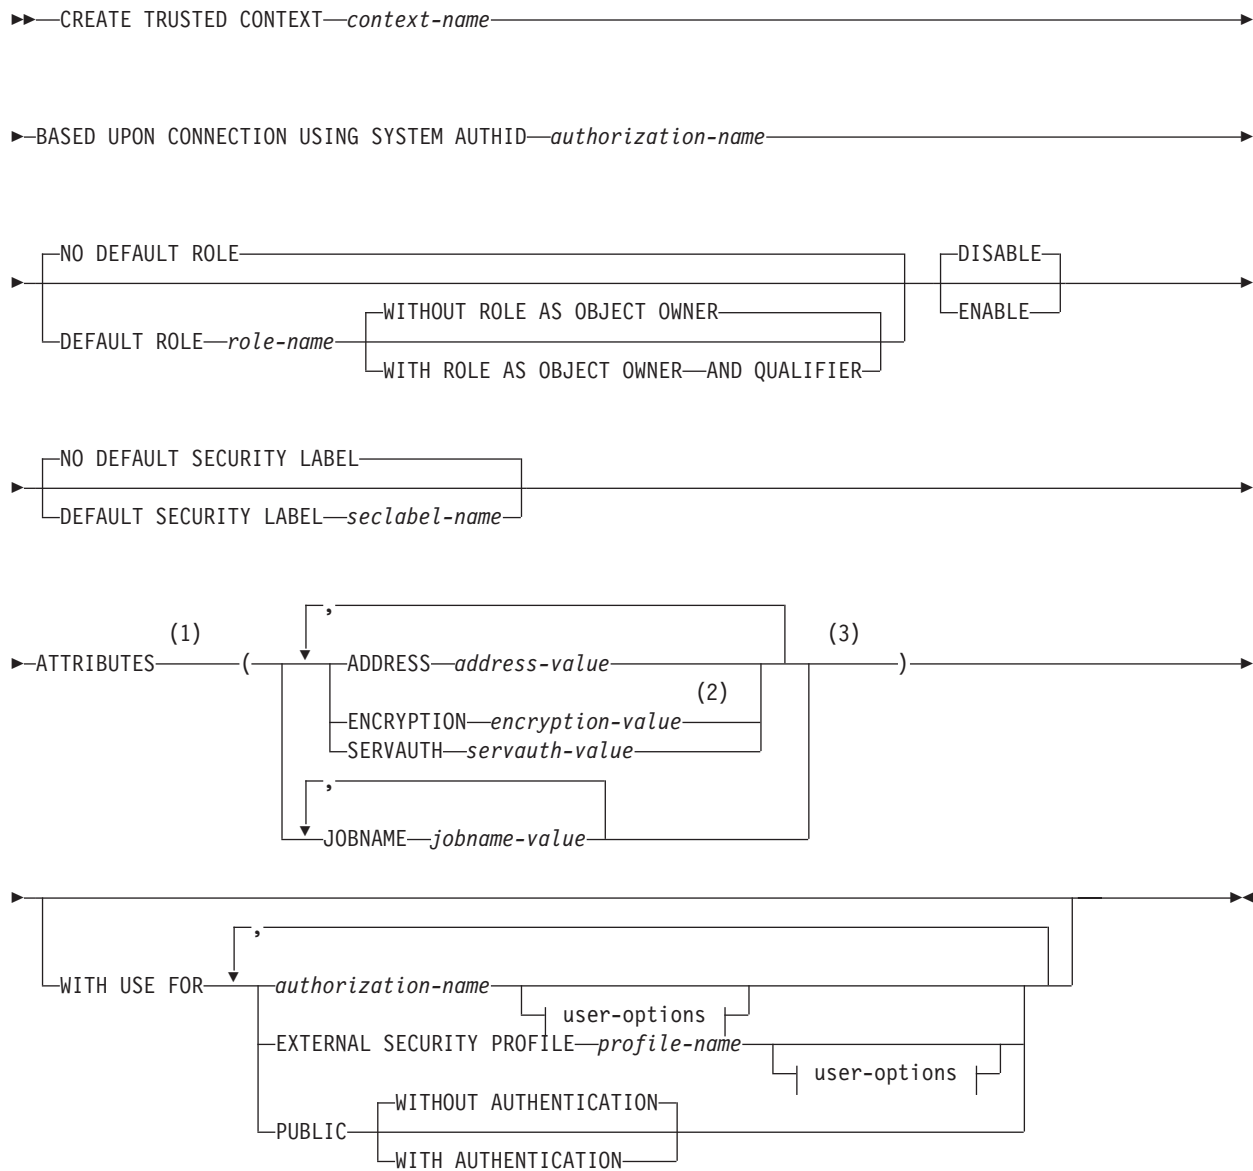 CREATE TRUSTED CONTEXT context-name
BASED UPON CONNECTION USING SYSTEM AUTHID authorization-name
NO DEFAULT ROLE
DEFAULT ROLE role-name
WITHOUT ROLE AS OBJECT OWNER
WITH ROLE AS OBJECT OWNER AND QUALIFIER
DISABLE
ENABLE
NO DEFAULT SECURITY LABEL
DEFAULT SECURITY LABEL seclabel-name
ATTRIBUTES (1) (
,
ADDRESS address-value
ENCRYPTION encryption-value (2)
SERVAUTH servauth-value
,
JOBNAME jobname-value
(3) )
WITH USE FOR
,
authorization-name user-options
EXTERNAL SECURITY PROFILE profile-name user-options
PUBLIC
WITHOUT AUTHENTICATION
WITH AUTHENTICATION